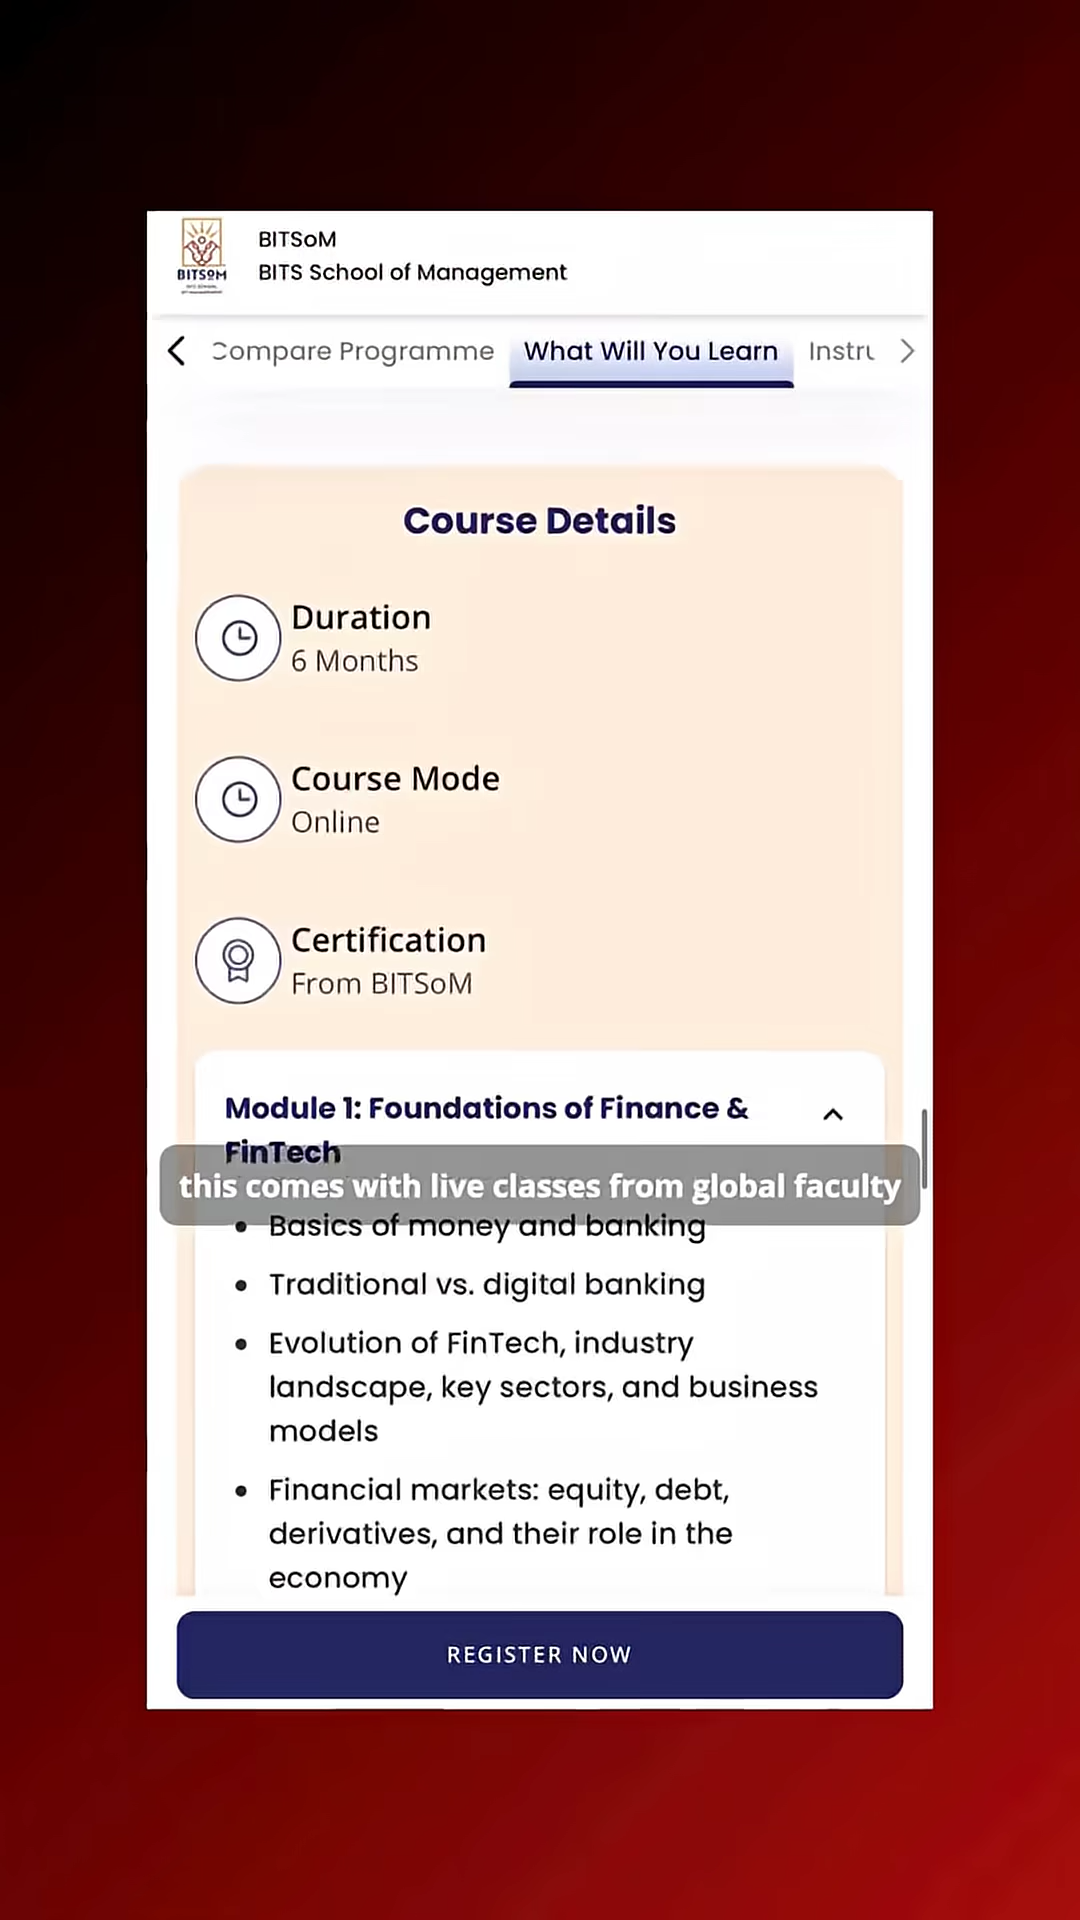 BITSoM
BITS School of Management
BITSOM
Compare Programme
What Will You Learn
Instru
Course Details
Duration
6 Months
Course Mode
Online
Certification
From BITSoM
Module 1: Foundations of Finance &
FinTech
this comes with live classes from global faculty
Basics of money and banking
Traditional vs. digital banking
Evolution of FinTech, industry
landscape, key sectors, and business
models
Financial markets: equity, debt,
derivatives, and their role in the
economy
REGISTER NOW